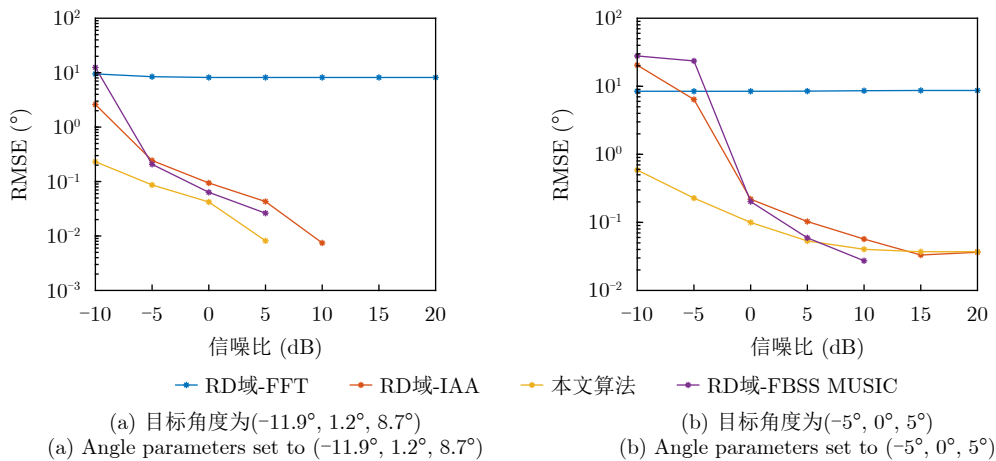 10²
10¹
10⁰
10⁻¹
10⁻²
10⁻³
RMSE (°)
−10 −5 0 5 10 15 20
信噪比 (dB)
10²
10¹
10⁰
10⁻¹
10⁻²
RMSE (°)
−10 −5 0 5 10 15 20
信噪比 (dB)
RD域-FFT RD域-IAA 本文算法 RD域-FBSS MUSIC
(a) 目标角度为(−11.9°, 1.2°, 8.7°)
(a) Angle parameters set to (−11.9°, 1.2°, 8.7°)
(b) 目标角度为(−5°, 0°, 5°)
(b) Angle parameters set to (−5°, 0°, 5°)